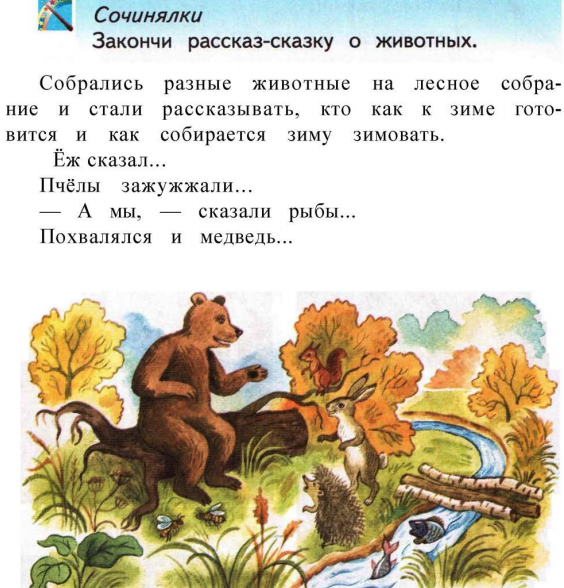 Сочинялки
Закончи рассказ-сказку о животных.
Собрались разные животные на лесное собра-
ние и стали рассказывать, кто как к зиме гото-
вится и как собирается зиму зимовать.
Ёж сказал...
Пчёлы зажужжали...
— А мы, — сказали рыбы...
Похвалялся и медведь...